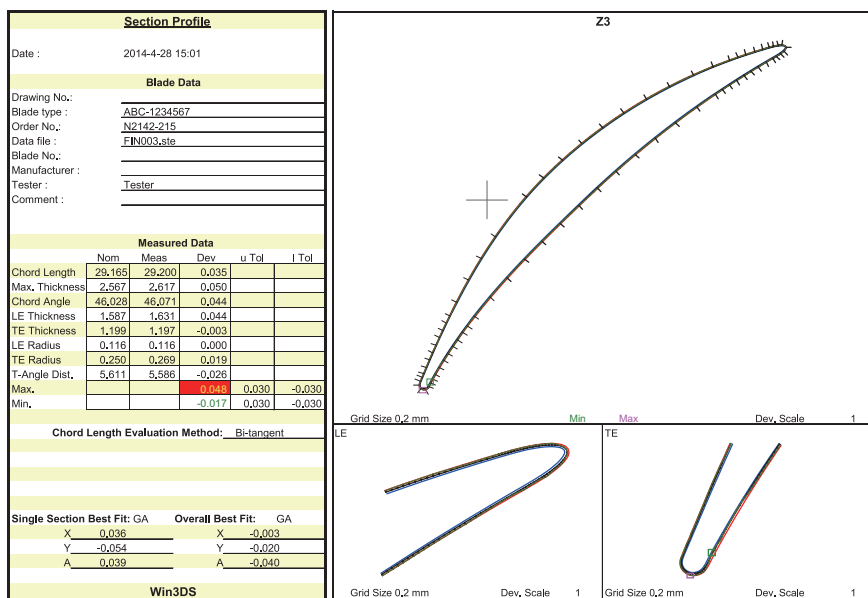 Section Profile
Date : 2014-4-28 15:01
Blade Data
Drawing No.:
Blade type : ABC-1234567
Order No.: N2142-215
Data file : FIN003.ste
Blade No.:
Manufacturer :
Tester : Tester
Comment :
Measured Data
Nom Meas Dev u Tol l Tol
Chord Length 29.165 29.200 0.035
Max. Thickness 2.567 2.617 0.050
Chord Angle 46.028 46.071 0.044
LE Thickness 1.587 1.631 0.044
TE Thickness 1.199 1.197 -0.003
LE Radius 0.116 0.116 0.000
TE Radius 0.250 0.269 0.019
T-Angle Dist. 5.611 5.586 -0.026
Max. 0.048 0.030 -0.030
Min. -0.017 0.030 -0.030
Chord Length Evaluation Method: Bi-tangent
Single Section Best Fit: GA Overall Best Fit: GA
X 0.036 X -0.003
Y -0.054 Y -0.020
A 0.039 A -0.040
Win3DS
Z3
Grid Size 0.2 mm Min Max Dev. Scale 1
LE
Grid Size 0.2 mm Dev. Scale 1
TE
Grid Size 0.2 mm Dev. Scale 1